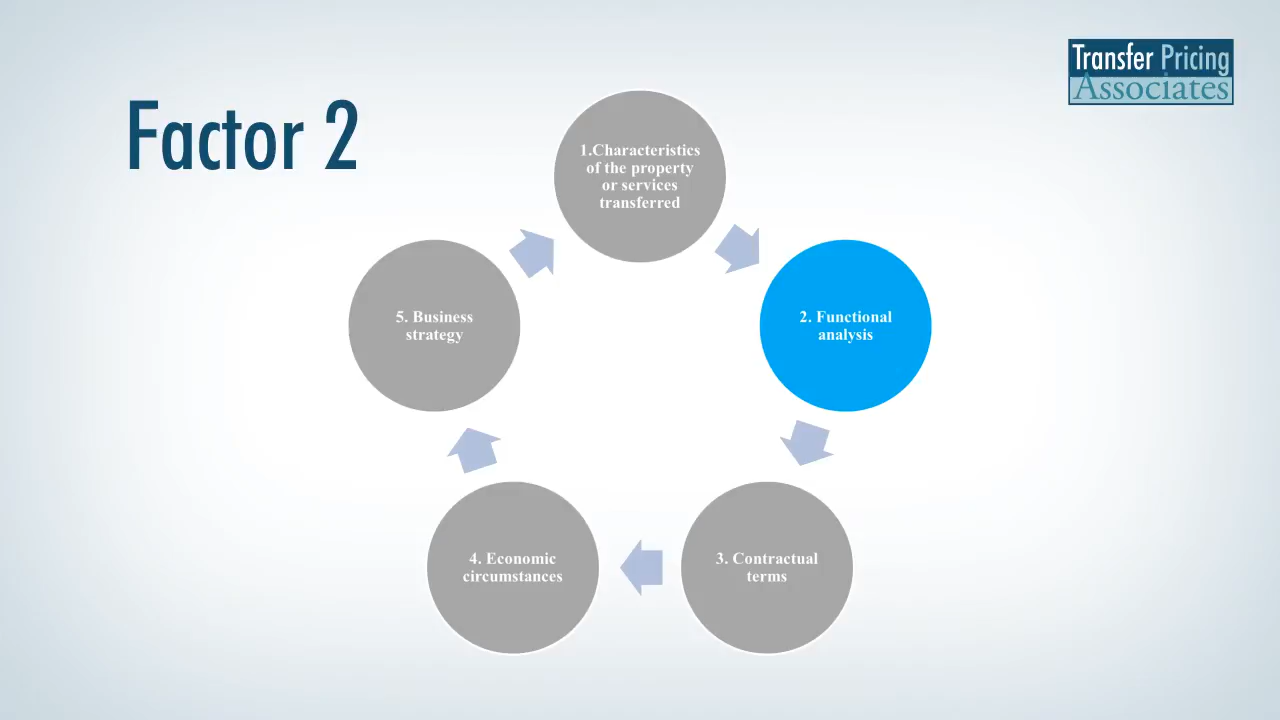 Transfer Pricing
Associates
Factor 2
1.Characteristics
of the property
or services
transferred
2. Functional
analysis
3. Contractual
terms
4. Economic
circumstances
5. Business
strategy